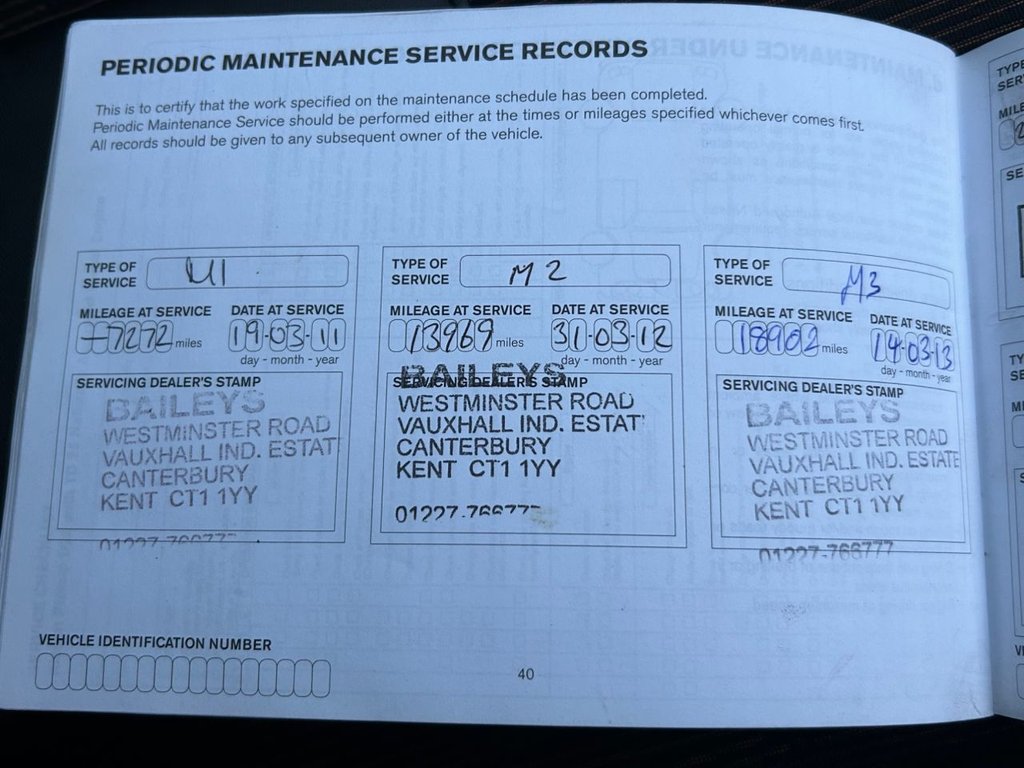 PERIODIC MAINTENANCE SERVICE RECORDS
This is to certify that the work specified on the maintenance schedule has been completed.
Periodic Maintenance Service should be performed either at the times or mileages specified whichever comes first.
All records should be given to any subsequent owner of the vehicle.
TYPE OF
SERVICE M1
MILEAGE AT SERVICE DATE AT SERVICE
7272 miles 19-03-11
day - month - year
SERVICING DEALER'S STAMP
BAILEYS
WESTMINSTER ROAD
VAUXHALL IND. ESTAT
CANTERBURY
KENT CT1 1YY
01227-766777
TYPE OF
SERVICE M2
MILEAGE AT SERVICE DATE AT SERVICE
13969 miles 31-03-12
day - month - year
SERVICING DEALER'S STAMP
BAILEYS
WESTMINSTER ROAD
VAUXHALL IND. ESTAT
CANTERBURY
KENT CT1 1YY
01227-766777
TYPE OF
SERVICE M3
MILEAGE AT SERVICE DATE AT SERVICE
18902 miles 14-03-13
day - month - year
SERVICING DEALER'S STAMP
BAILEYS
WESTMINSTER ROAD
VAUXHALL IND. ESTATE
CANTERBURY
KENT CT1 1YY
01227-766777
VEHICLE IDENTIFICATION NUMBER
40